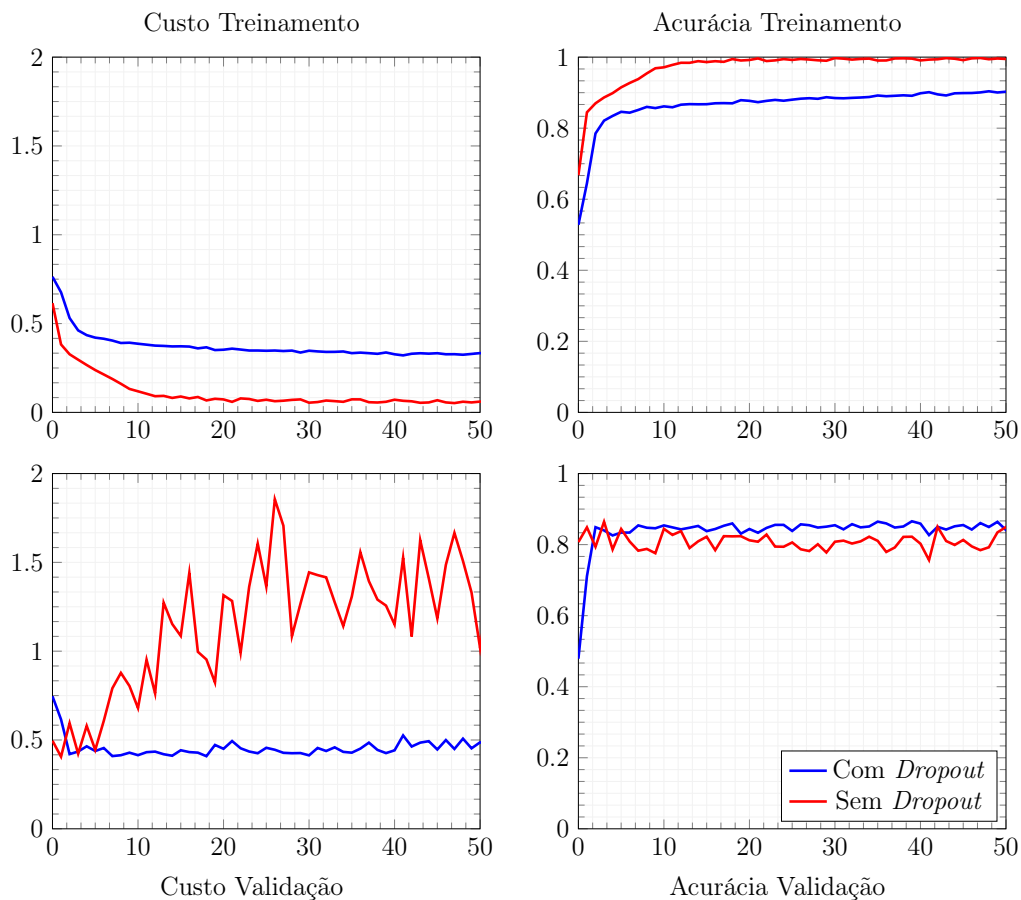 Custo Treinamento
Acurácia Treinamento
2
1.5
1
0.5
0
0 10 20 30 40 50
1
0.8
0.6
0.4
0.2
0
0 10 20 30 40 50
2
1.5
1
0.5
0
0 10 20 30 40 50
Custo Validação
1
0.8
0.6
0.4
0.2
0
0 10 20 30 40 50
Com Dropout
Sem Dropout
Acurácia Validação